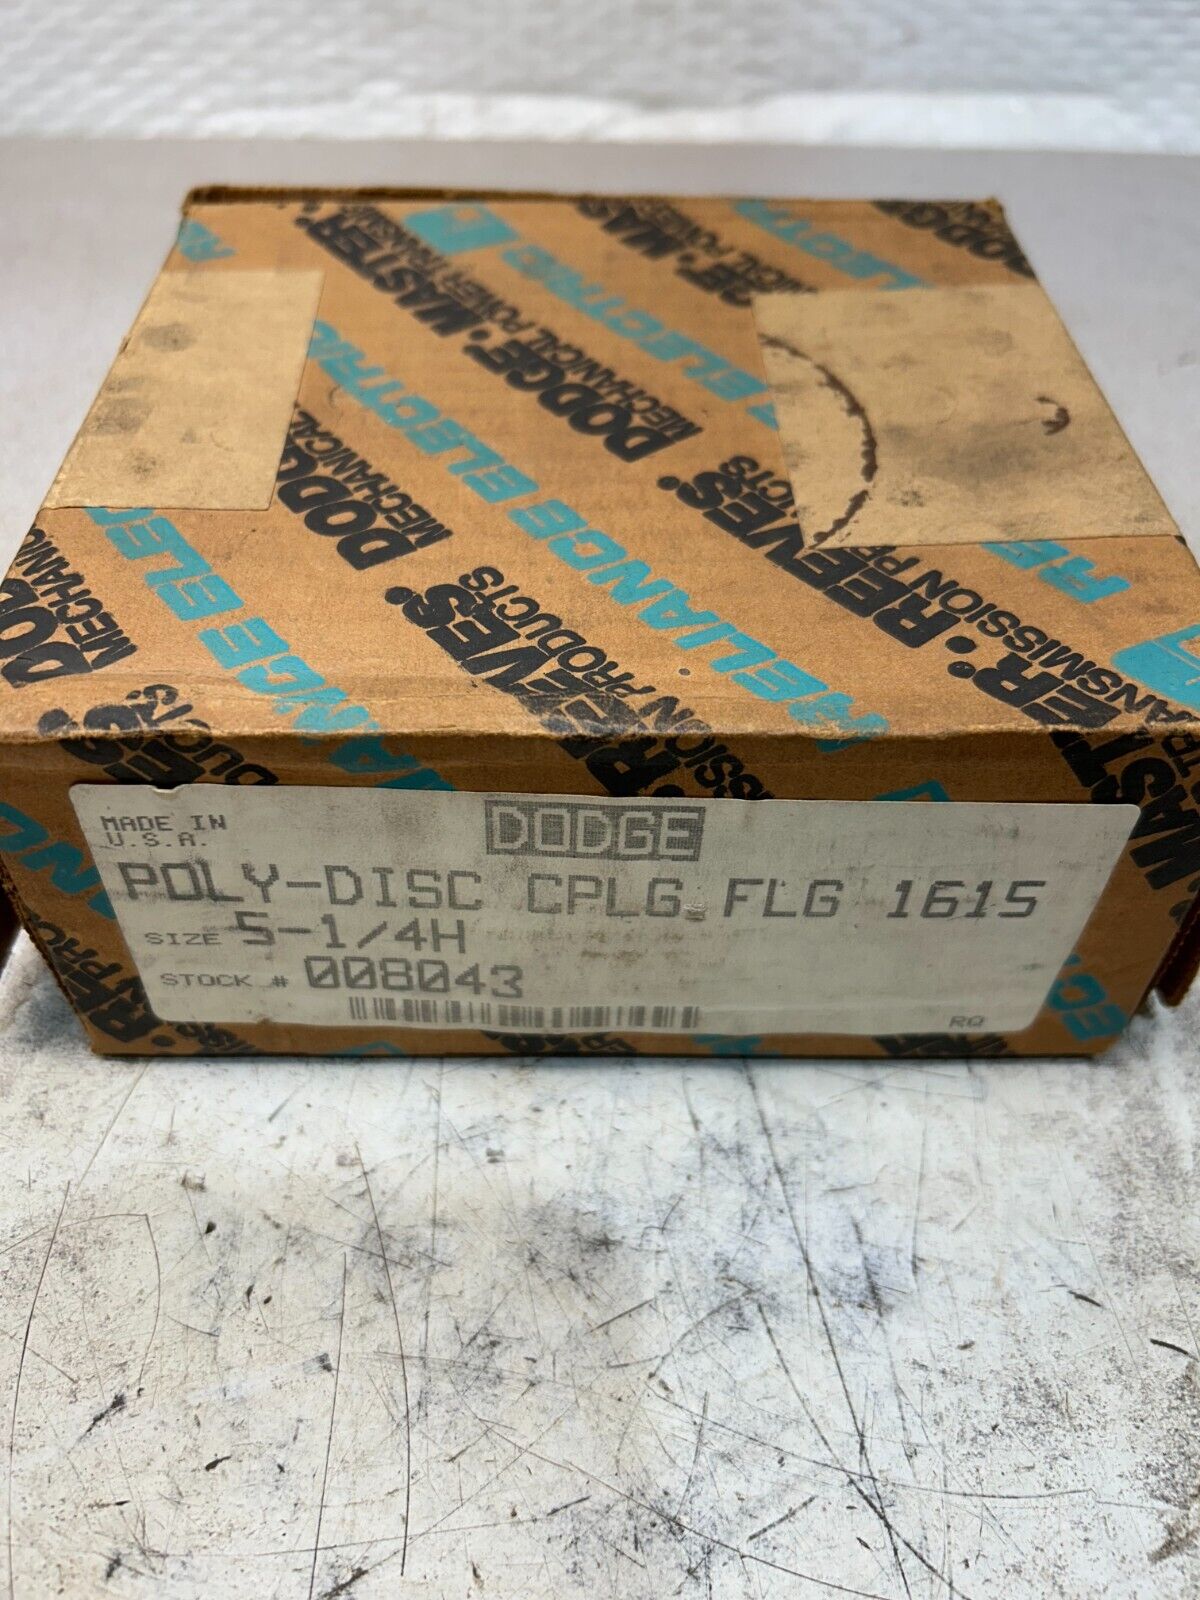 DODGE • MASTER • REEVES
MECHANICAL POWER TRANSMISSION PRODUCTS
RELIANCE ELECTRIC
MADE IN
U.S.A.
DODGE
POLY-DISC CPLG FLG 1615
SIZE 5-1/4H
STOCK # 008043
RQ